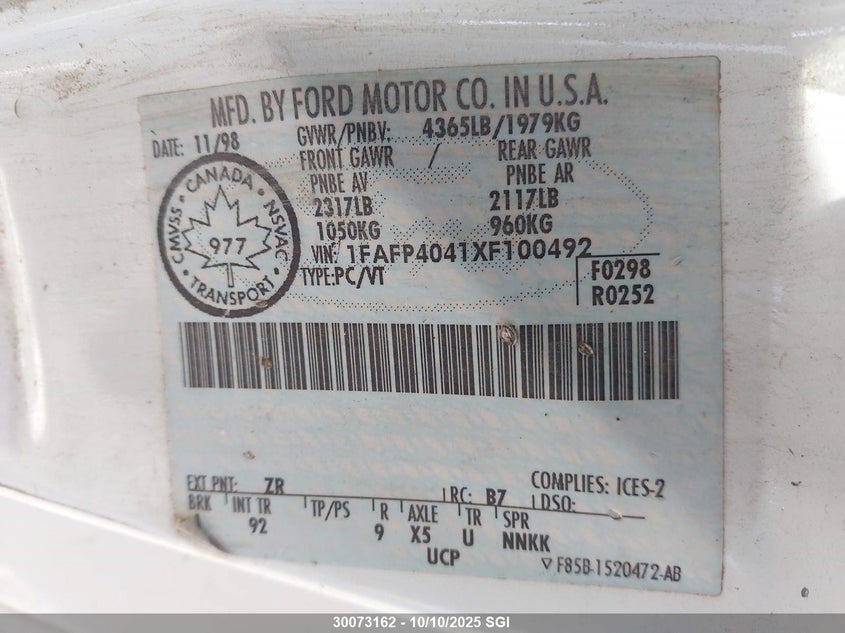 MFD. BY FORD MOTOR CO. IN U.S.A.
DATE: 11/98 GVWR/PNBV: 4365LB/1979KG
FRONT GAWR / REAR GAWR
PNBE AV PNBE AR
2317LB 2117LB
1050KG 960KG
VIN: 1FAFP4041XF100492
TYPE:PC/VT F0298
R0252
CANADA
CMVSS · NSVAC
977
TRANSPORT
EXT PNT: ZR RC: B7 COMPLIES: ICES-2
DSO:
BRK INT TR TP/PS R AXLE TR SPR
92 9 X5 U NNKK
UCP ▽ F85B-1520472-AB
30073162 - 10/10/2025 SGI